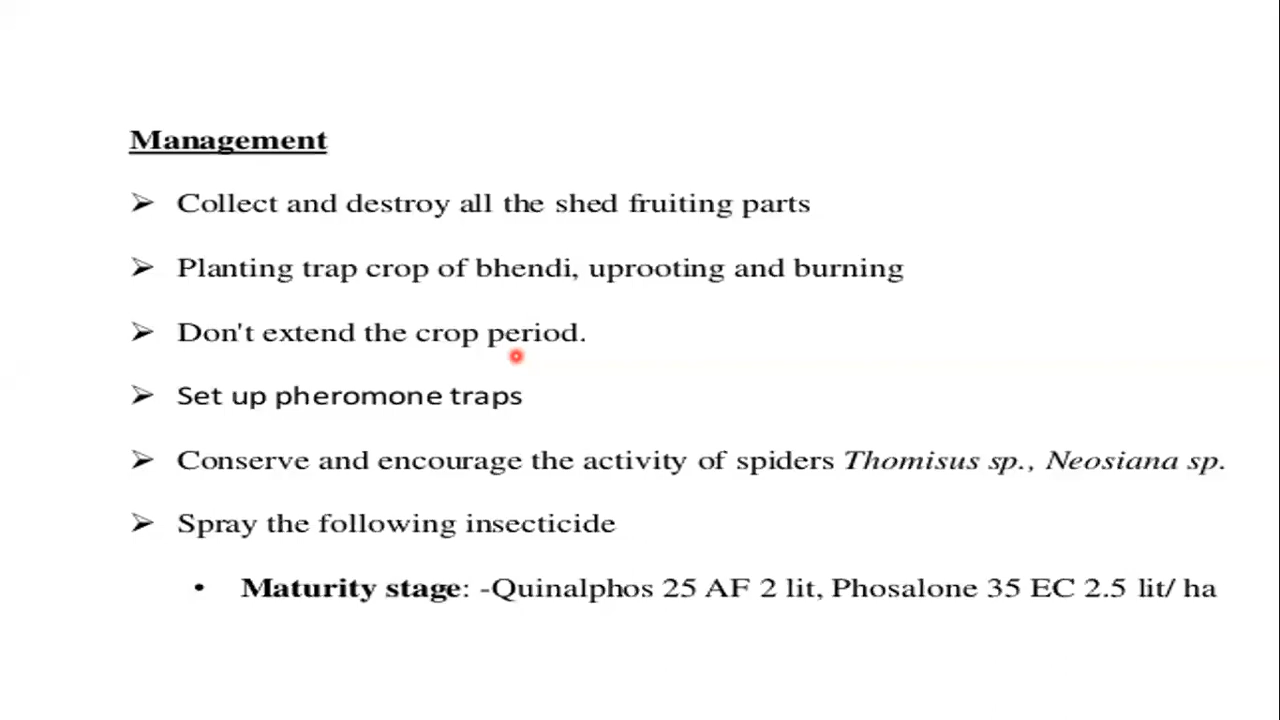 Management
➢ Collect and destroy all the shed fruiting parts
➢ Planting trap crop of bhendi, uprooting and burning
➢ Don't extend the crop period.
➢ Set up pheromone traps
➢ Conserve and encourage the activity of spiders Thomisus sp., Neosiana sp.
➢ Spray the following insecticide
• Maturity stage: -Quinalphos 25 AF 2 lit, Phosalone 35 EC 2.5 lit/ ha